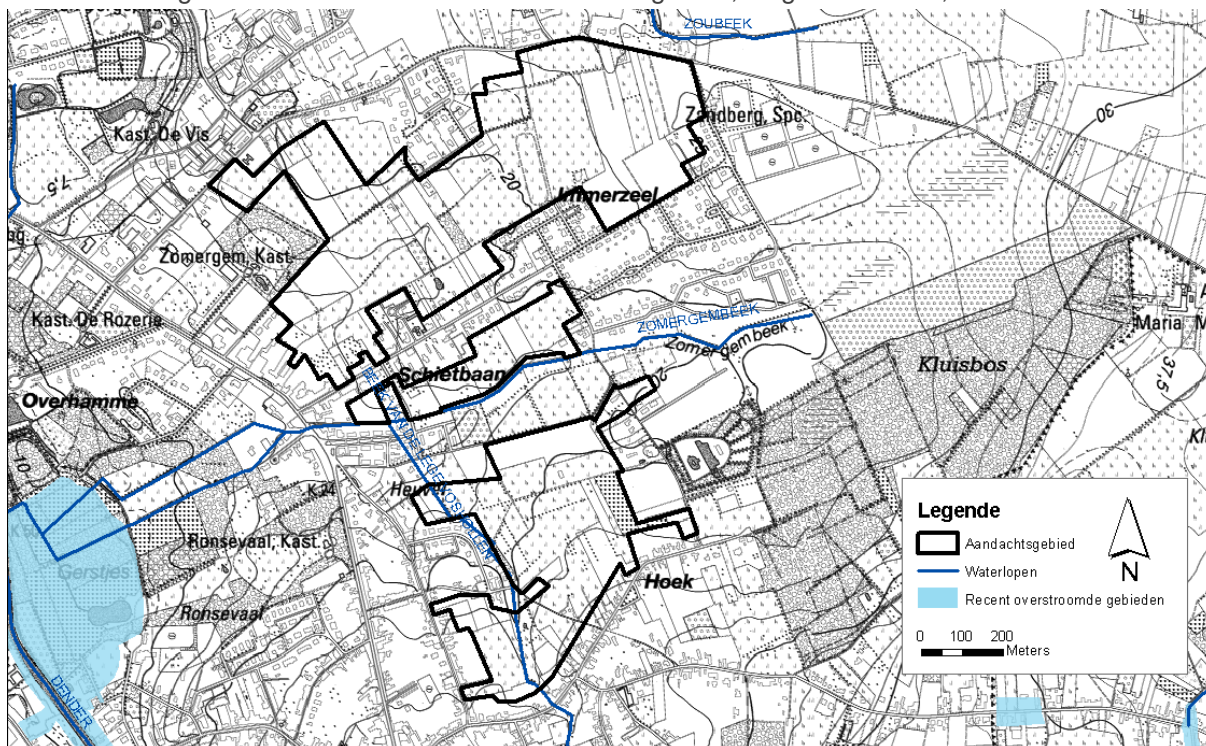 ZOUBEEK
Kast. De Vis
Zandberg, Spc.
30
7.5
20
Immerzeel
Zomergem, Kast.
ZOMERGEMBEEK
Zomergembeek
Kast. De Rozerie
Maria
Kluisbos
37.5
Schietbaan
Overhamme
10
K.24
Heuvel
Ronsevaal, Kast.
Gerstjes
Hoek
Ronsevaal
DENDER
Legende
Aandachtsgebied
Waterlopen
Recent overstroomde gebieden
N
0 100 200
Meters